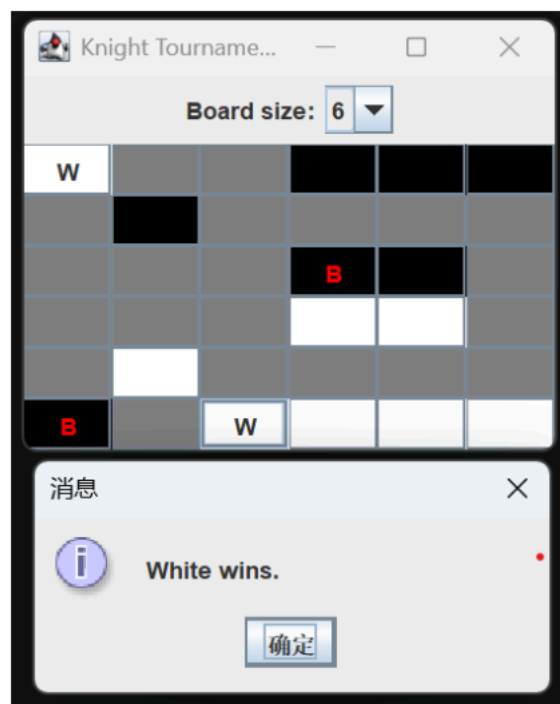 Knight Tourname...
Board size: 6
W
B
B W
消息
White wins.
确定